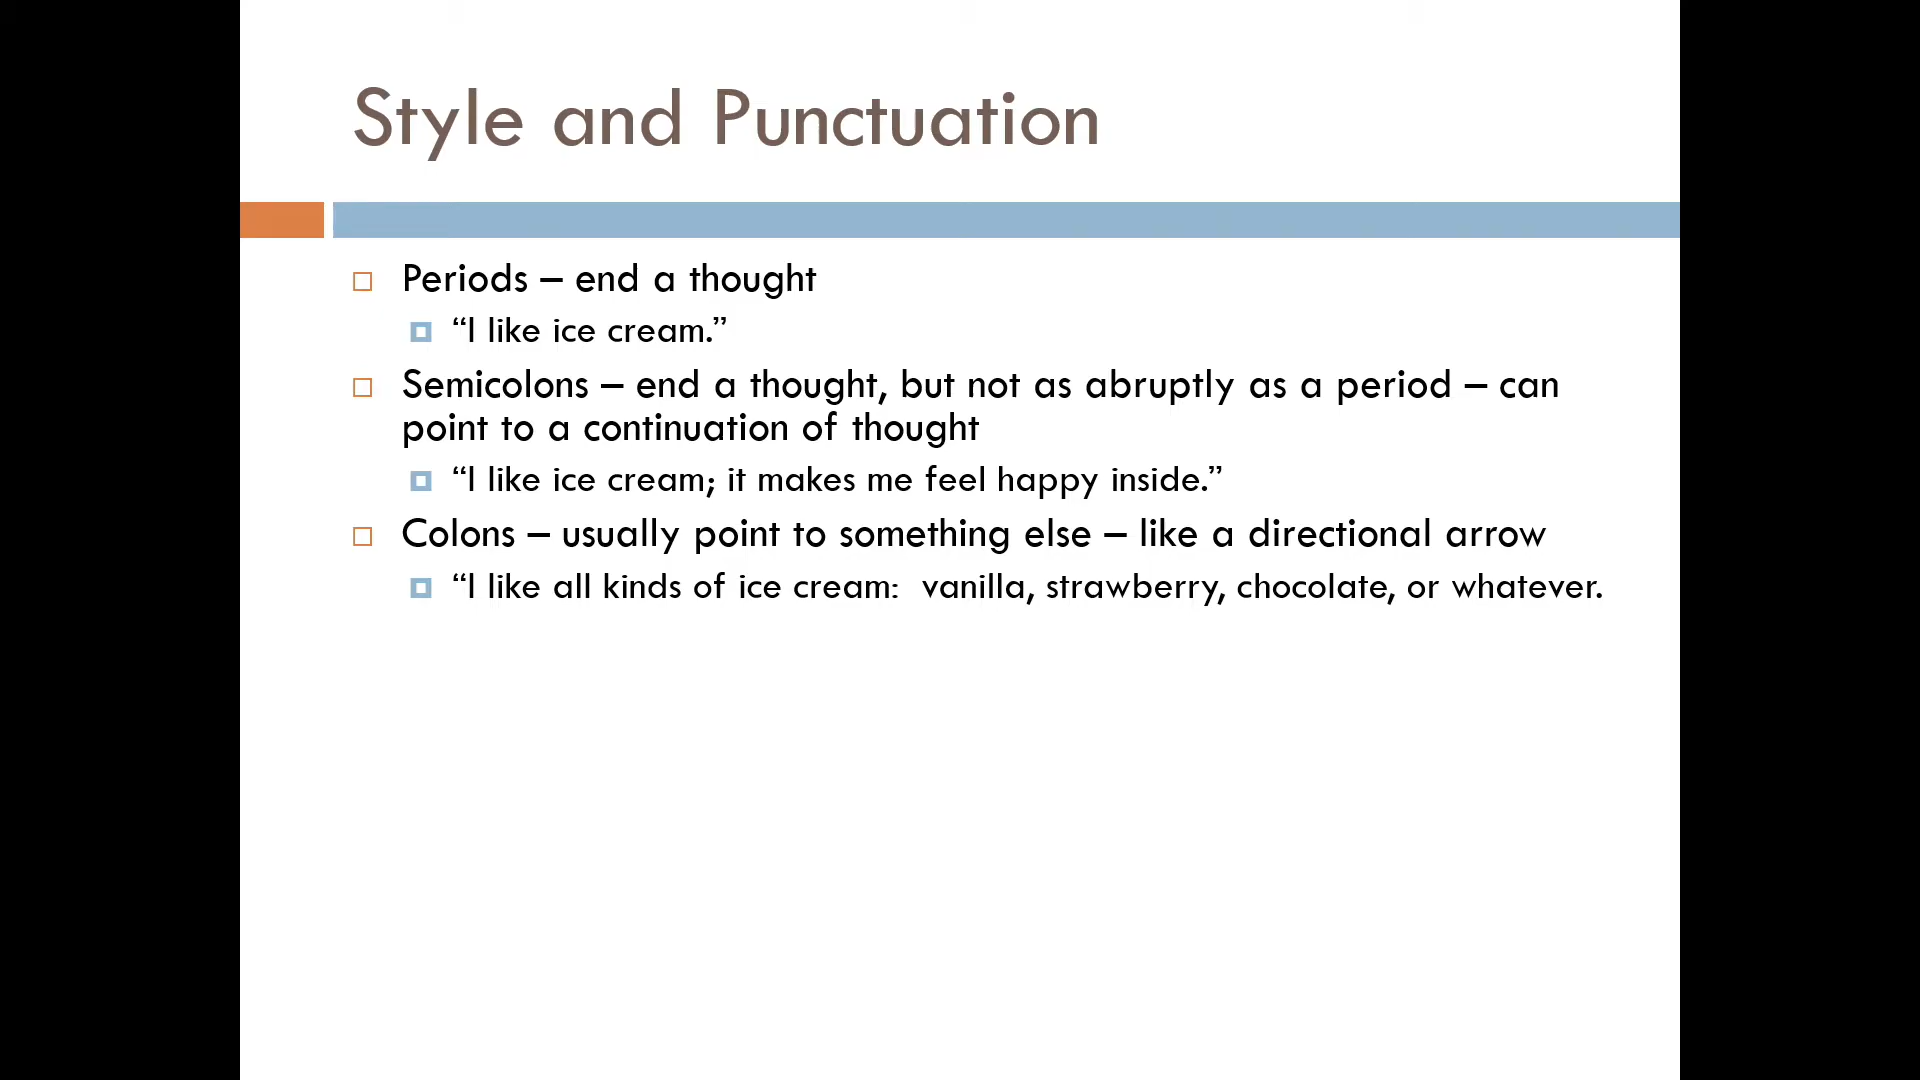 Style and Punctuation
Periods – end a thought
“I like ice cream.”
Semicolons – end a thought, but not as abruptly as a period – can
point to a continuation of thought
“I like ice cream; it makes me feel happy inside.”
Colons – usually point to something else – like a directional arrow
“I like all kinds of ice cream:  vanilla, strawberry, chocolate, or whatever.